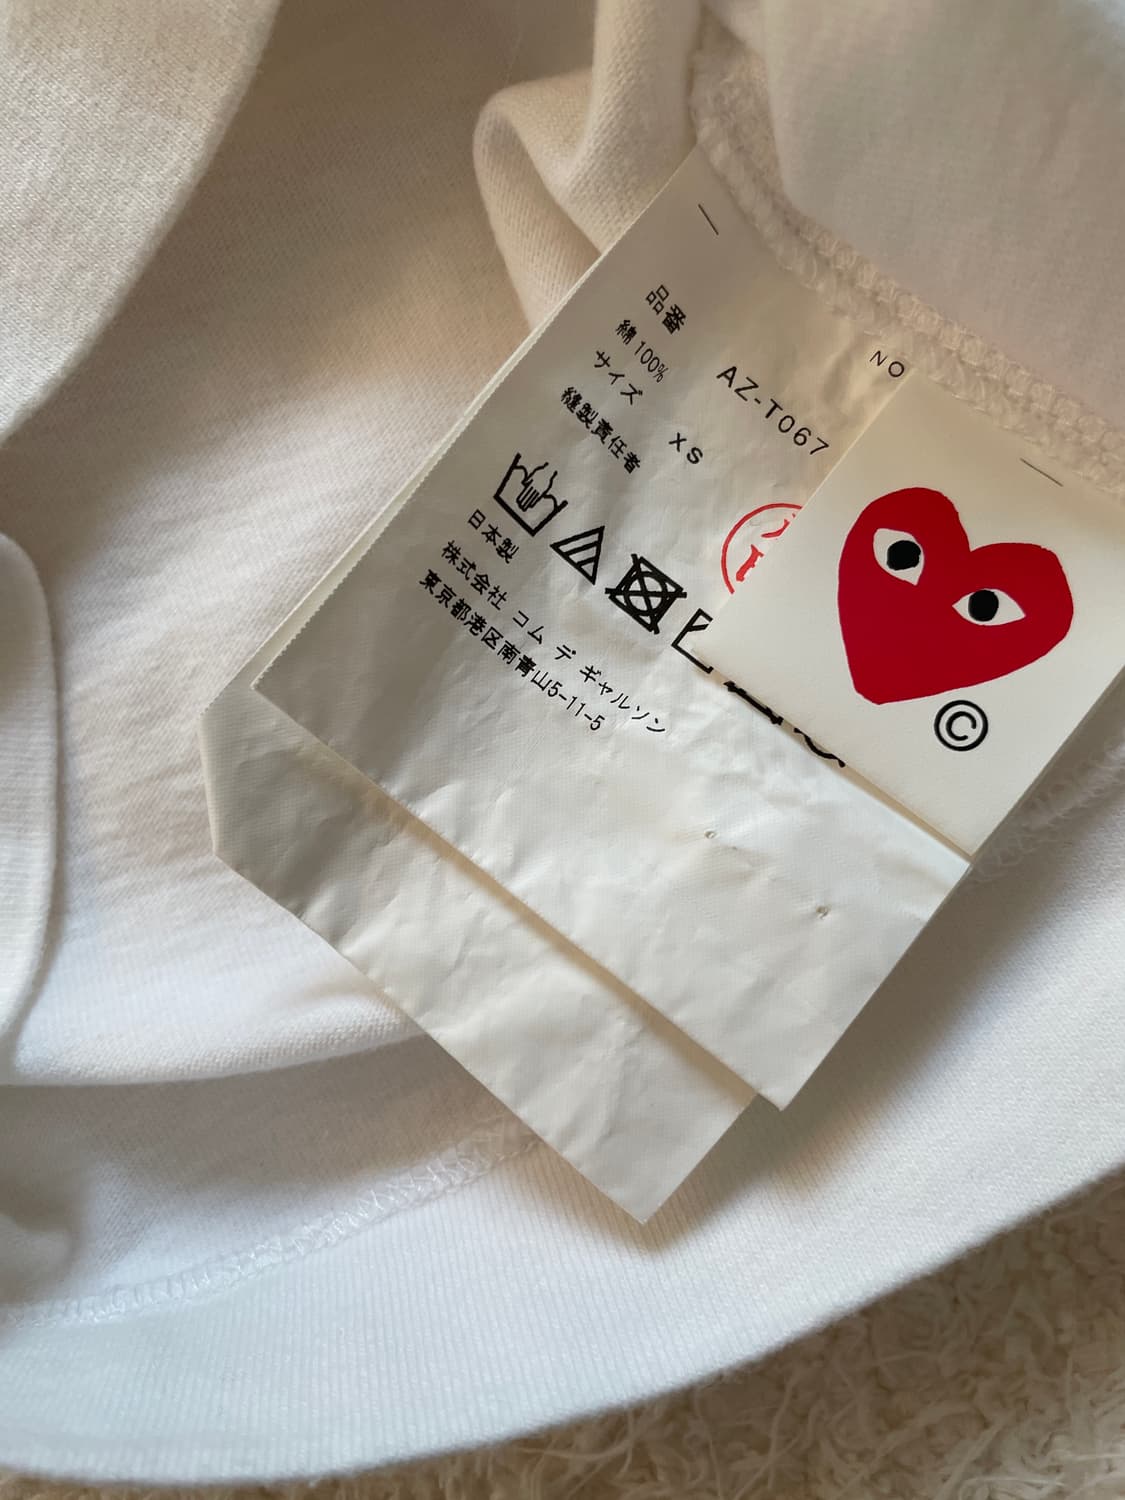 品番 AZ-T067
綿 100%
サイズ XS
縫製責任者
日本製
株式会社 コム デ ギャルソン
東京都港区南青山5-11-5
NO
©